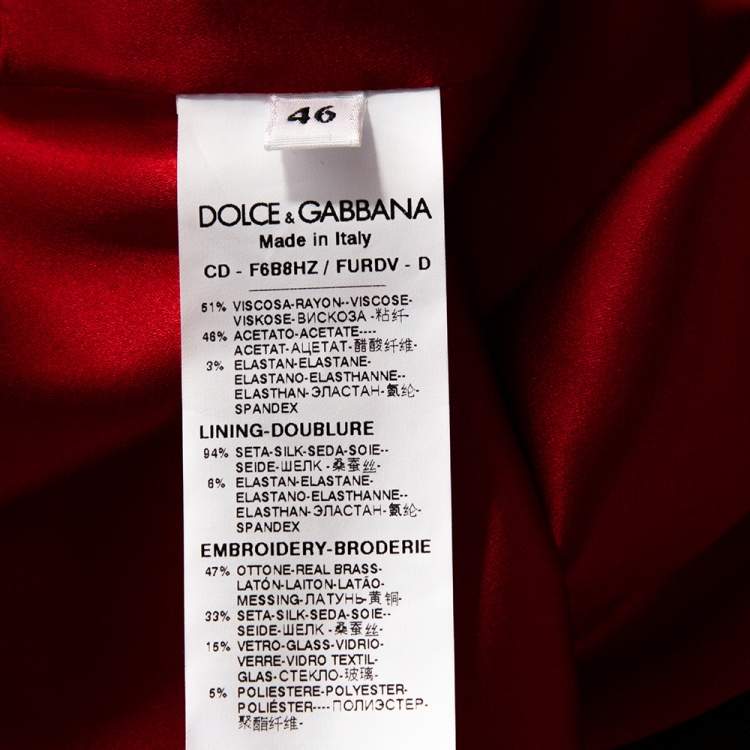 46
DOLCE & GABBANA
Made in Italy
CD - F6B8HZ / FURDV - D
51% VISCOSA-RAYON--VISCOSE-
VISKOSE-ВИСКОЗА -粘纤-
46% ACETATO-ACETATE----
ACETAT-АЦЕТАТ-醋酸纤维-
3% ELASTAN-ELASTANE-
ELASTANO-ELASTHANNE--
ELASTHAN-ЭЛАСТАН-氨纶-
SPANDEX
LINING-DOUBLURE
94% SETA-SILK-SEDA-SOIE--
SEIDE-ШЕЛК -桑蚕丝-
6% ELASTAN-ELASTANE-
ELASTANO-ELASTHANNE--
ELASTHAN-ЭЛАСТАН-氨纶-
SPANDEX
EMBROIDERY-BRODERIE
47% OTTONE-REAL BRASS-
LATÓN-LAITON-LATÃO-
MESSING-ЛАТУНЬ-黄铜-
33% SETA-SILK-SEDA-SOIE--
SEIDE-ШЕЛК -桑蚕丝-
15% VETRO-GLASS-VIDRIO-
VERRE-VIDRO TEXTIL-
GLAS-СТЕКЛО-玻璃-
5% POLIESTERE-POLYESTER-
POLIÉSTER----ПОЛИЭСТЕР-
聚酯纤维-